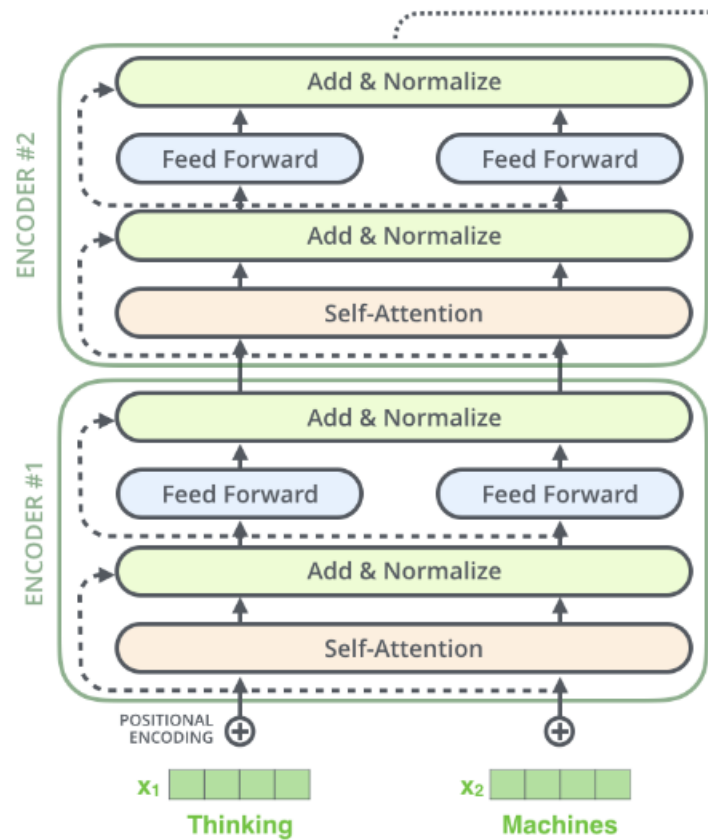 ENCODER #2
Add & Normalize
Feed Forward
Feed Forward
Add & Normalize
Self-Attention
ENCODER #1
Add & Normalize
Feed Forward
Feed Forward
Add & Normalize
Self-Attention
POSITIONAL
ENCODING
x₁
x₂
Thinking
Machines